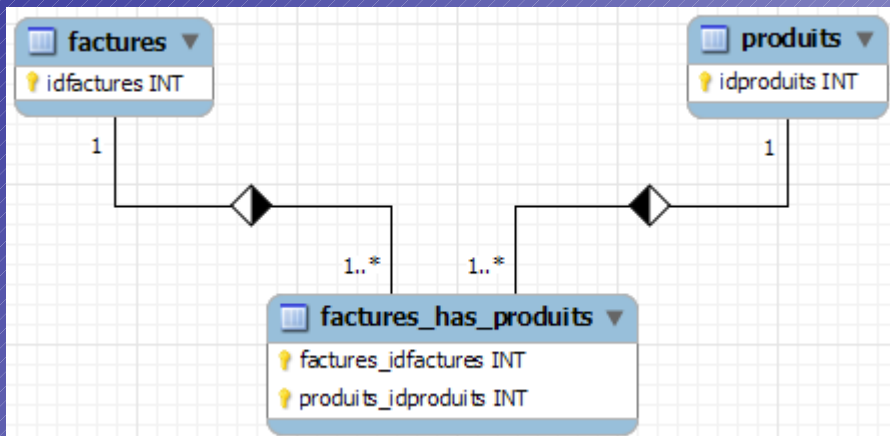 factures
idfactures INT
produits
idproduits INT
1
1
1..*
1..*
factures_has_produits
factures_idfactures INT
produits_idproduits INT